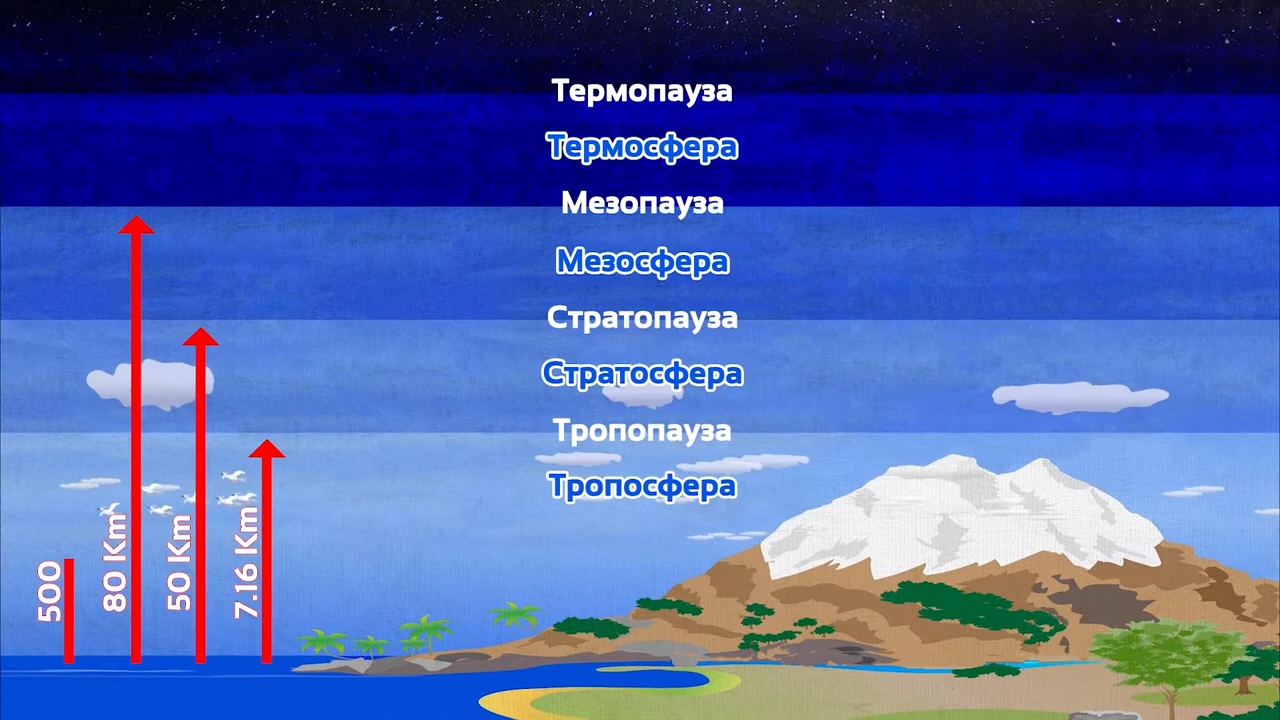 Термопауза
Термосфера
Мезопауза
Мезосфера
Стратопауза
Стратосфера
Тропопауза
Тропосфера
500
80 Km
50 Km
7.16 Km